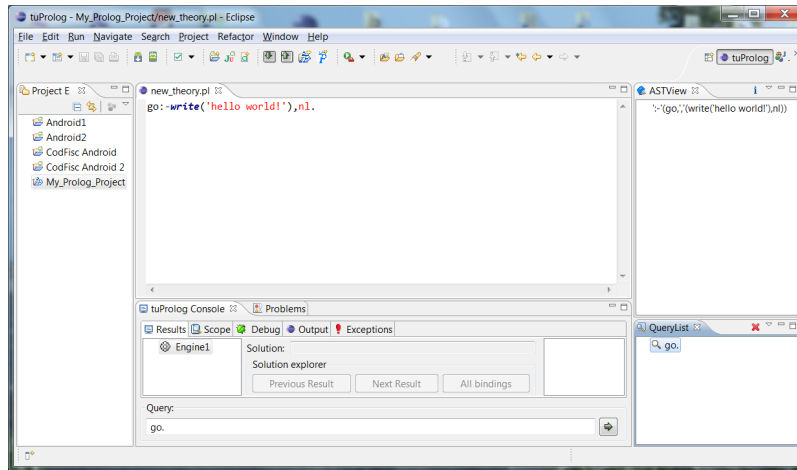 tuProlog - My_Prolog_Project/new_theory.pl - Eclipse
File Edit Run Navigate Search Project Refactor Window Help
tuProlog
Project E
new_theory.pl
ASTView
go:-write('hello world!'),nl.
':-'(go,','(write('hello world!'),nl))
Android1
Android2
CodFisc Android
CodFisc Android 2
My_Prolog_Project
tuProlog Console Problems
Results Scope Debug Output Exceptions
Engine1
Solution:
Solution explorer
Previous Result Next Result All bindings
Query:
go.
QueryList
go.